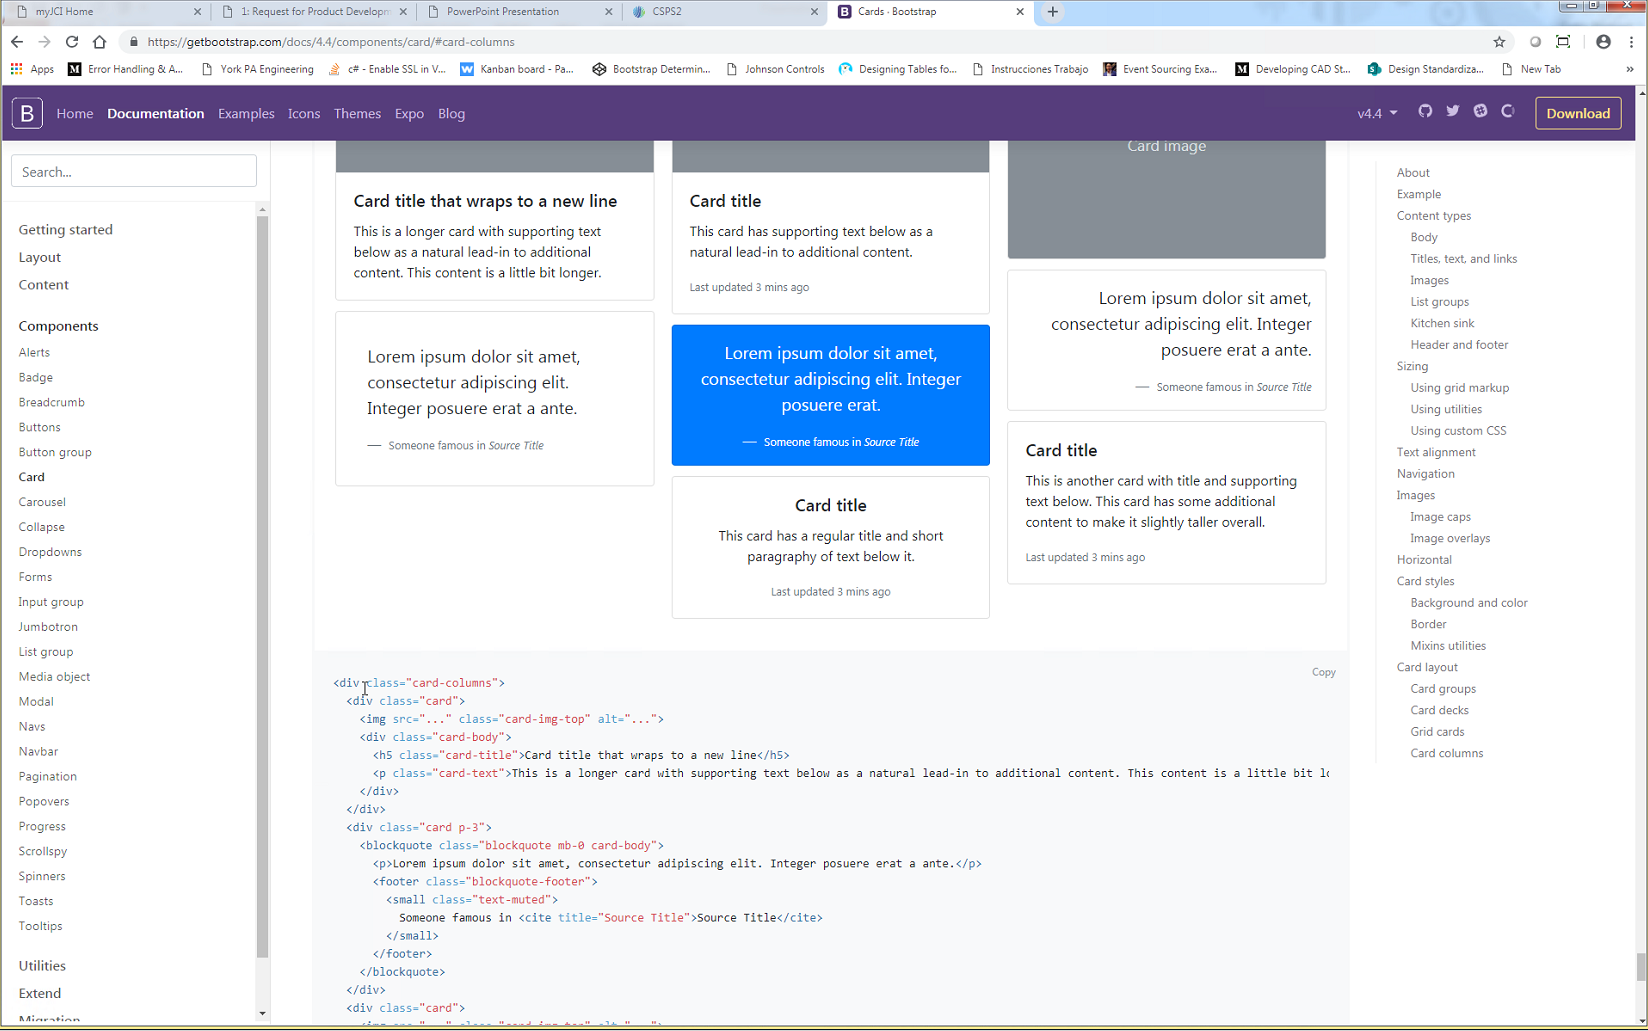 myJCI Home
1: Request for Product Developm
PowerPoint Presentation
CSPS2
Cards · Bootstrap
https://getbootstrap.com/docs/4.4/components/card/#card-columns
Apps
Error Handling & A...
York PA Engineering
c# - Enable SSL in V...
Kanban board - Pa...
Bootstrap Determin...
Johnson Controls
Designing Tables fo...
Instrucciones Trabajo
Event Sourcing Exa...
Developing CAD St...
Design Standardiza...
New Tab
»
B
Home
Documentation
Examples
Icons
Themes
Expo
Blog
v4.4
Download
Search...
Getting started
Layout
Content
Components
Alerts
Badge
Breadcrumb
Buttons
Button group
Card
Carousel
Collapse
Dropdowns
Forms
Input group
Jumbotron
List group
Media object
Modal
Navs
Navbar
Pagination
Popovers
Progress
Scrollspy
Spinners
Toasts
Tooltips
Utilities
Extend
Migration
Card title that wraps to a new line
This is a longer card with supporting text
below as a natural lead-in to additional
content. This content is a little bit longer.
Lorem ipsum dolor sit amet,
consectetur adipiscing elit.
Integer posuere erat a ante.
— Someone famous in Source Title
Card title
This card has supporting text below as a
natural lead-in to additional content.
Last updated 3 mins ago
Lorem ipsum dolor sit amet,
consectetur adipiscing elit. Integer
posuere erat.
— Someone famous in Source Title
Card title
This card has a regular title and short
paragraphy of text below it.
Last updated 3 mins ago
Card image
Lorem ipsum dolor sit amet,
consectetur adipiscing elit. Integer
posuere erat a ante.
— Someone famous in Source Title
Card title
This is another card with title and supporting
text below. This card has some additional
content to make it slightly taller overall.
Last updated 3 mins ago
Copy
<div class="card-columns">
<div class="card">
<img src="..." class="card-img-top" alt="...">
<div class="card-body">
<h5 class="card-title">Card title that wraps to a new line</h5>
<p class="card-text">This is a longer card with supporting text below as a natural lead-in to additional content. This content is a little bit lo
</div>
</div>
<div class="card p-3">
<blockquote class="blockquote mb-0 card-body">
<p>Lorem ipsum dolor sit amet, consectetur adipiscing elit. Integer posuere erat a ante.</p>
<footer class="blockquote-footer">
<small class="text-muted">
Someone famous in <cite title="Source Title">Source Title</cite>
</small>
</footer>
</blockquote>
</div>
<div class="card">
<img src="..." class="card-img-top" alt="...">
About
Example
Content types
Body
Titles, text, and links
Images
List groups
Kitchen sink
Header and footer
Sizing
Using grid markup
Using utilities
Using custom CSS
Text alignment
Navigation
Images
Image caps
Image overlays
Horizontal
Card styles
Background and color
Border
Mixins utilities
Card layout
Card groups
Card decks
Grid cards
Card columns